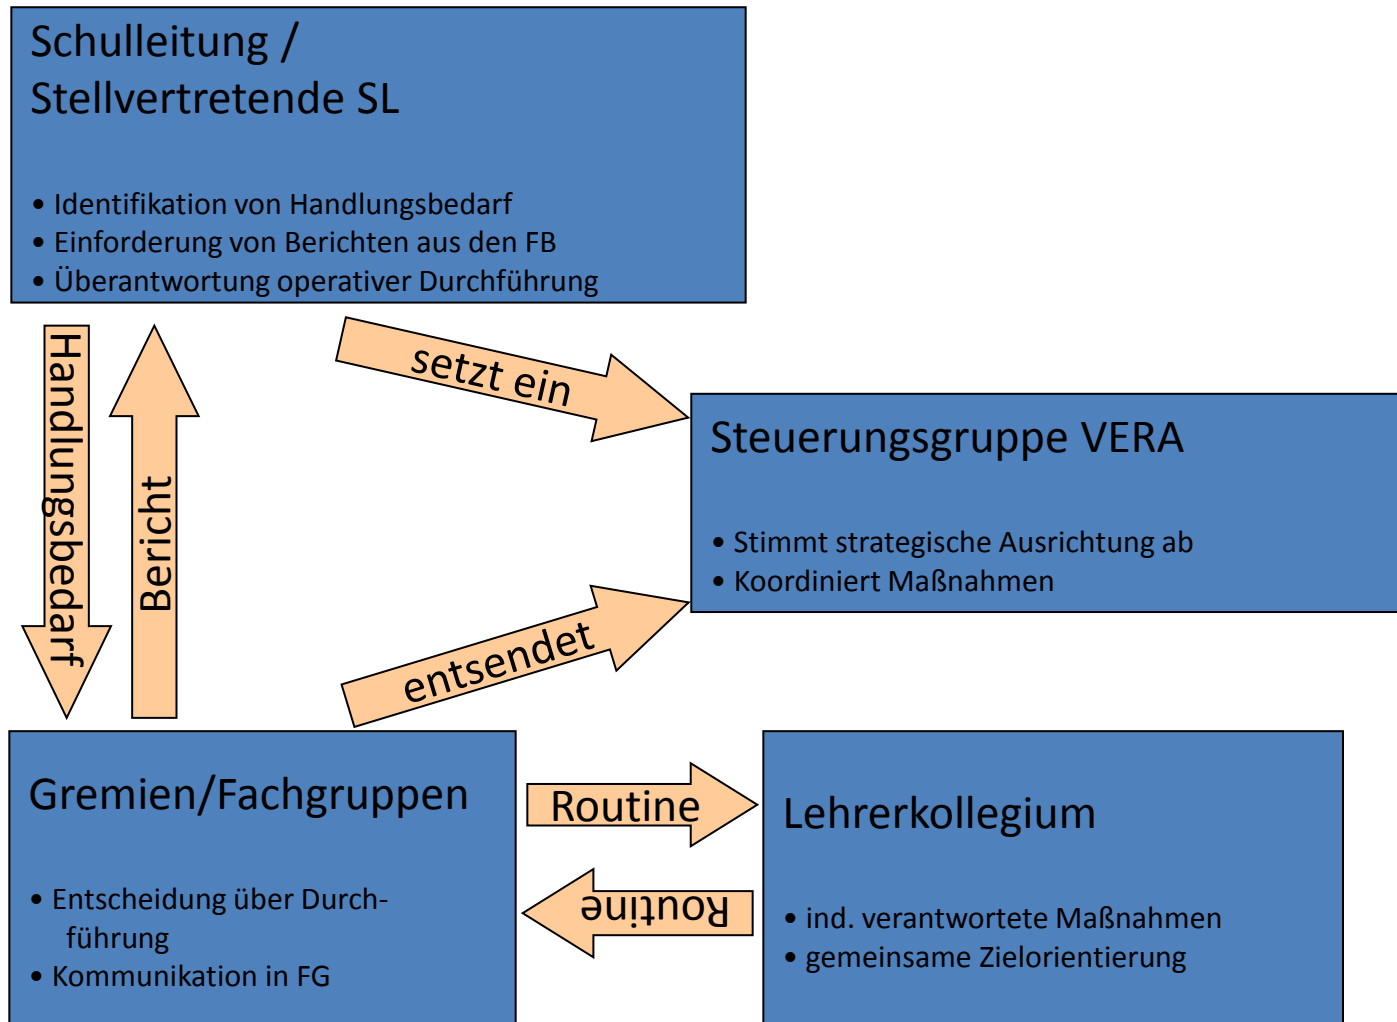 Schulleitung /
Stellvertretende SL
• Identifikation von Handlungsbedarf
• Einforderung von Berichten aus den FB
• Überantwortung operativer Durchführung
Handlungsbedarf
Bericht
setzt ein
Steuerungsgruppe VERA
• Stimmt strategische Ausrichtung ab
• Koordiniert Maßnahmen
entsendet
Gremien/Fachgruppen
• Entscheidung über Durch-
führung
• Kommunikation in FG
Routine
Routine
Lehrerkollegium
• ind. verantwortete Maßnahmen
• gemeinsame Zielorientierung